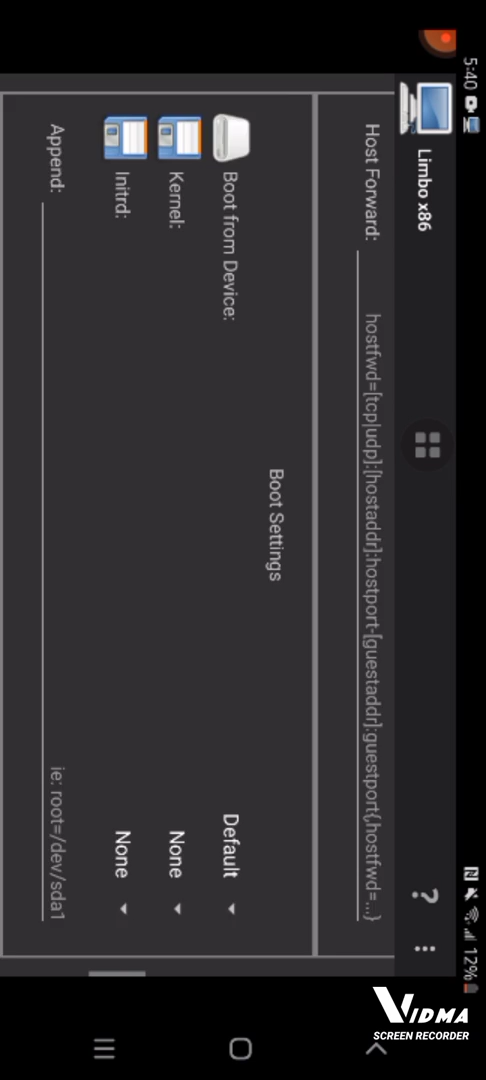 5:40
12%
Limbo x86
Host Forward: hostfwd=[tcp|udp]:[hostaddr]:hostport-[guestaddr]:guestport{,hostfwd=...}
Boot Settings
Boot from Device: Default
Kernel: None
Initrd: None
Append: ie: root=/dev/sda1
VIDMA
SCREEN RECORDER